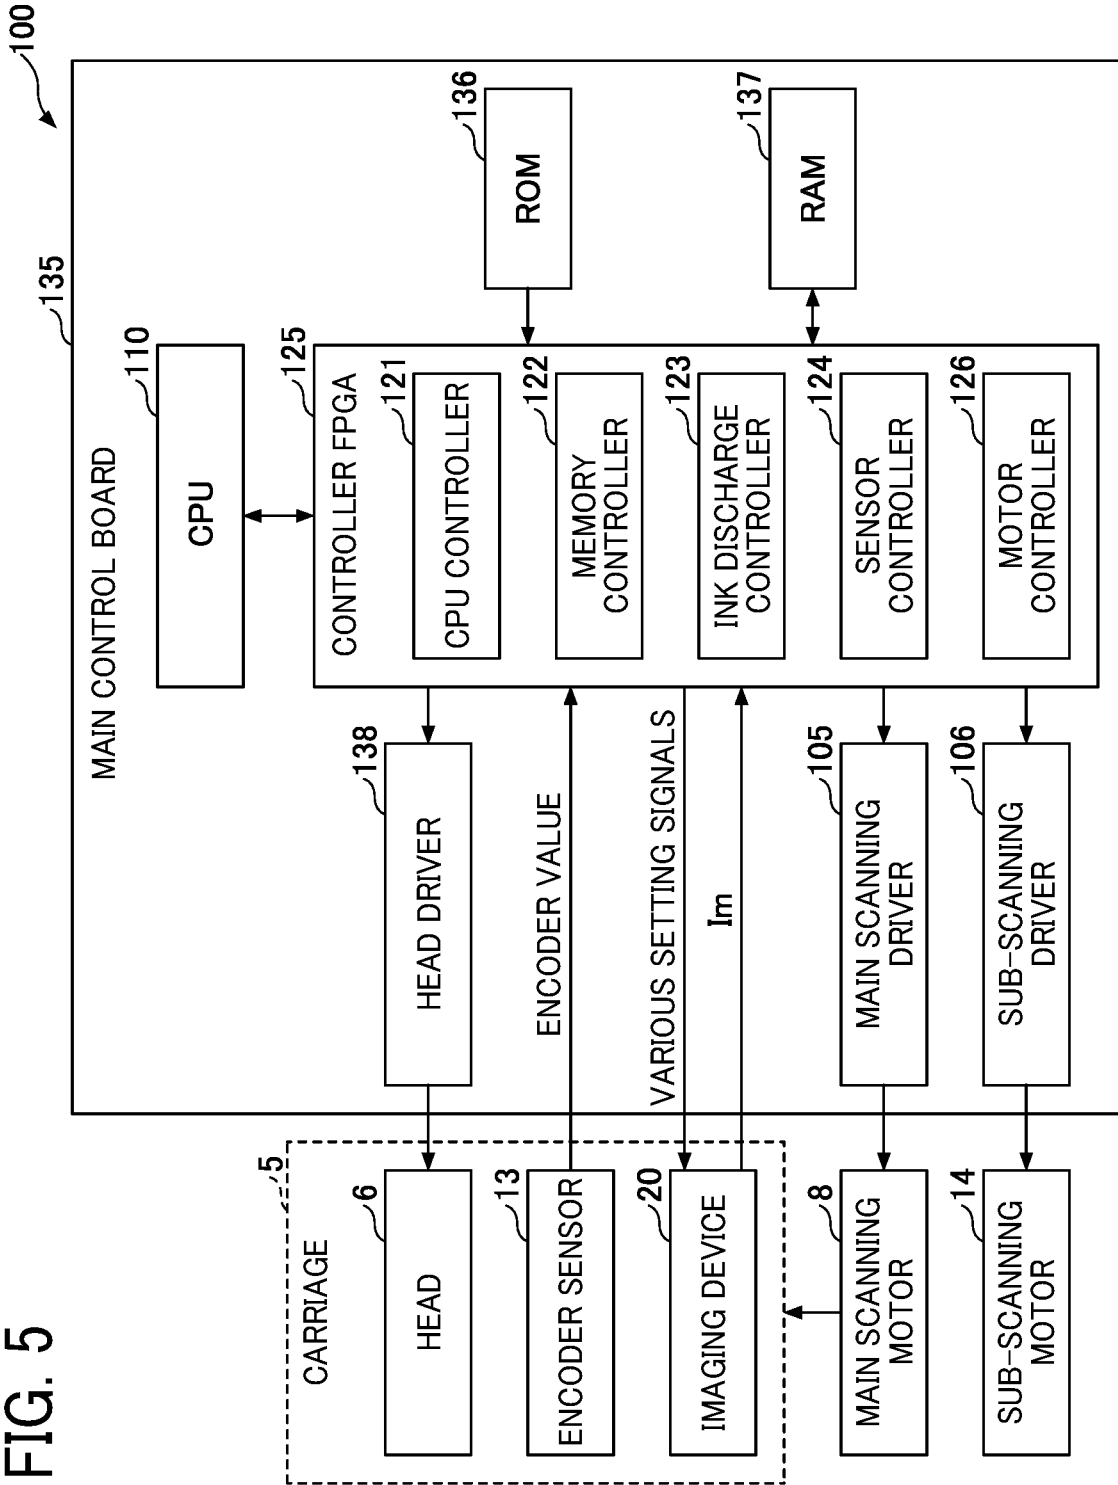 FIG. 5
100
135
MAIN CONTROL BOARD
110
CPU
125
CONTROLLER FPGA
121
CPU CONTROLLER
122
MEMORY
CONTROLLER
123
INK DISCHARGE
CONTROLLER
124
SENSOR
CONTROLLER
126
MOTOR
CONTROLLER
136
ROM
137
RAM
138
HEAD DRIVER
ENCODER VALUE
VARIOUS SETTING SIGNALS
Im
105
MAIN SCANNING
DRIVER
106
SUB-SCANNING
DRIVER
5
CARRIAGE
6
HEAD
13
ENCODER SENSOR
20
IMAGING DEVICE
8
MAIN SCANNING
MOTOR
14
SUB-SCANNING
MOTOR